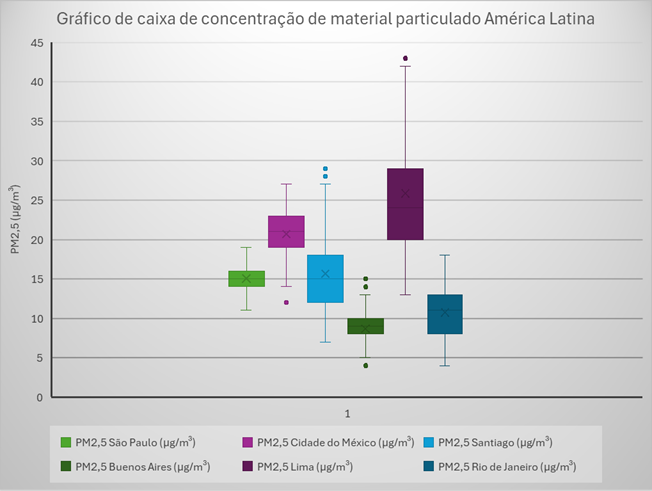 Gráfico de caixa de concentração de material particulado América Latina
PM2,5 (µg/m³)
45
40
35
30
25
20
15
10
5
0
1
PM2,5 São Paulo (µg/m³)
PM2,5 Cidade do México (µg/m³)
PM2,5 Santiago (µg/m³)
PM2,5 Buenos Aires (µg/m³)
PM2,5 Lima (µg/m³)
PM2,5 Rio de Janeiro (µg/m³)